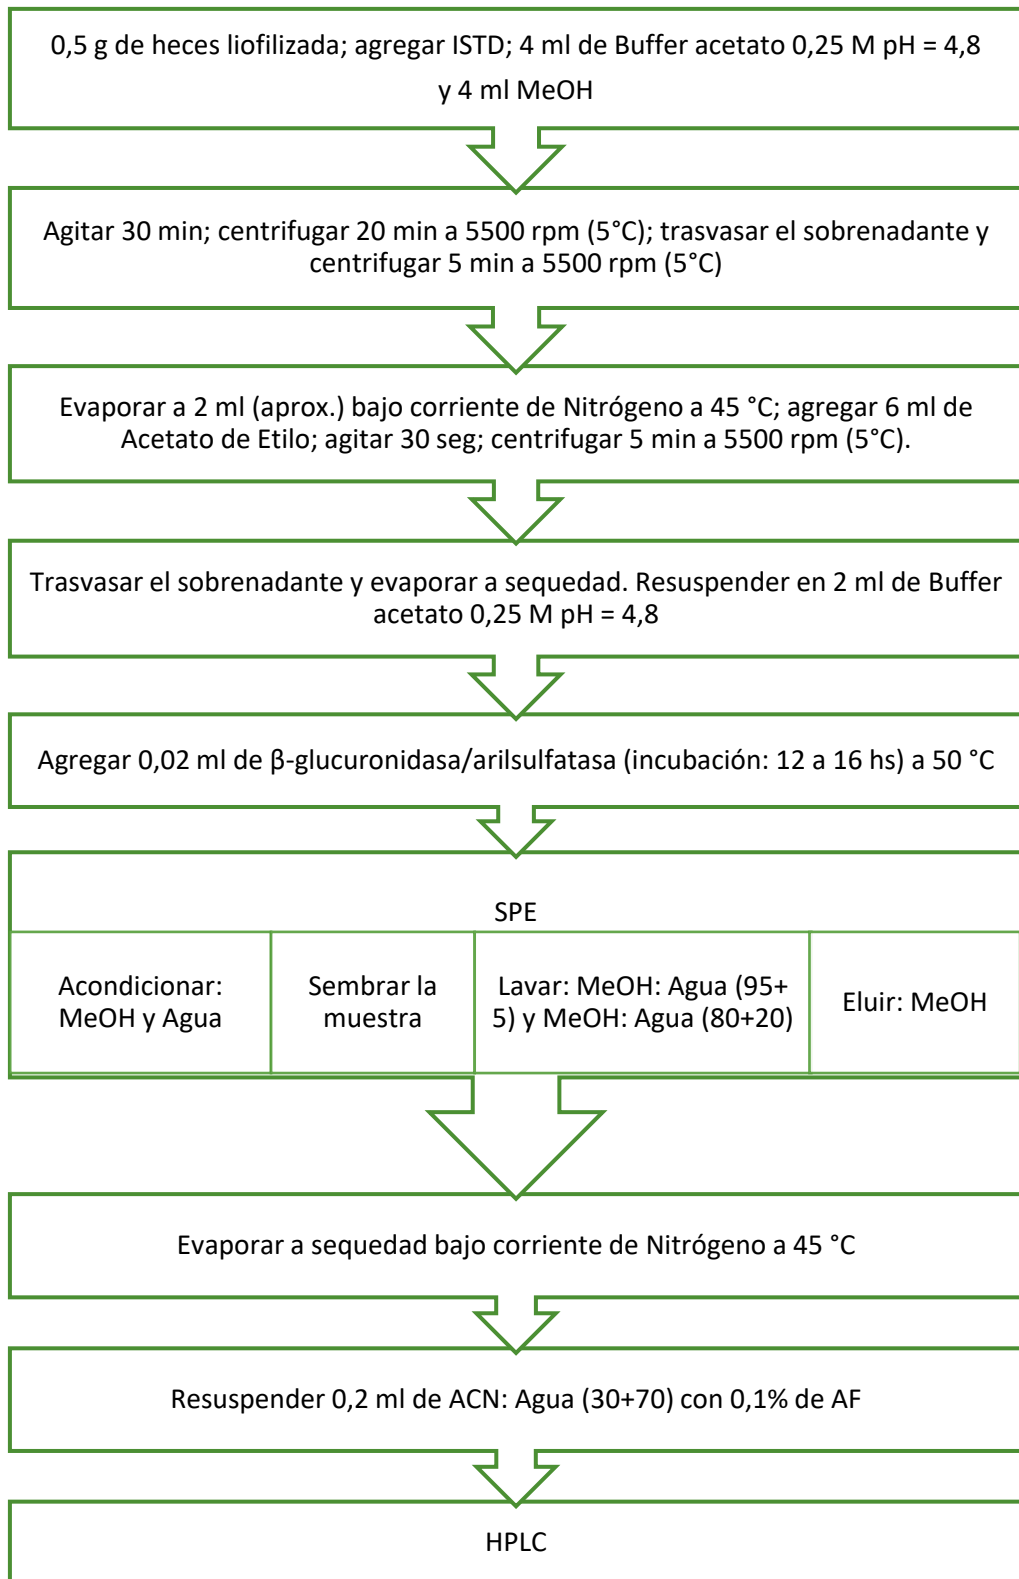 0,5 g de heces liofilizada; agregar ISTD; 4 ml de Buffer acetato 0,25 M pH = 4,8
y 4 ml MeOH
Agitar 30 min; centrifugar 20 min a 5500 rpm (5°C); trasvasar el sobrenadante y
centrifugar 5 min a 5500 rpm (5°C)
Evaporar a 2 ml (aprox.) bajo corriente de Nitrógeno a 45 °C; agregar 6 ml de
Acetato de Etilo; agitar 30 seg; centrifugar 5 min a 5500 rpm (5°C).
Trasvasar el sobrenadante y evaporar a sequedad. Resuspender en 2 ml de Buffer
acetato 0,25 M pH = 4,8
Agregar 0,02 ml de β-glucuronidasa/arilsulfatasa (incubación: 12 a 16 hs) a 50 °C
SPE
Acondicionar:
MeOH y Agua
Sembrar la
muestra
Lavar: MeOH: Agua (95+
5) y MeOH: Agua (80+20)
Eluir: MeOH
Evaporar a sequedad bajo corriente de Nitrógeno a 45 °C
Resuspender 0,2 ml de ACN: Agua (30+70) con 0,1% de AF
HPLC